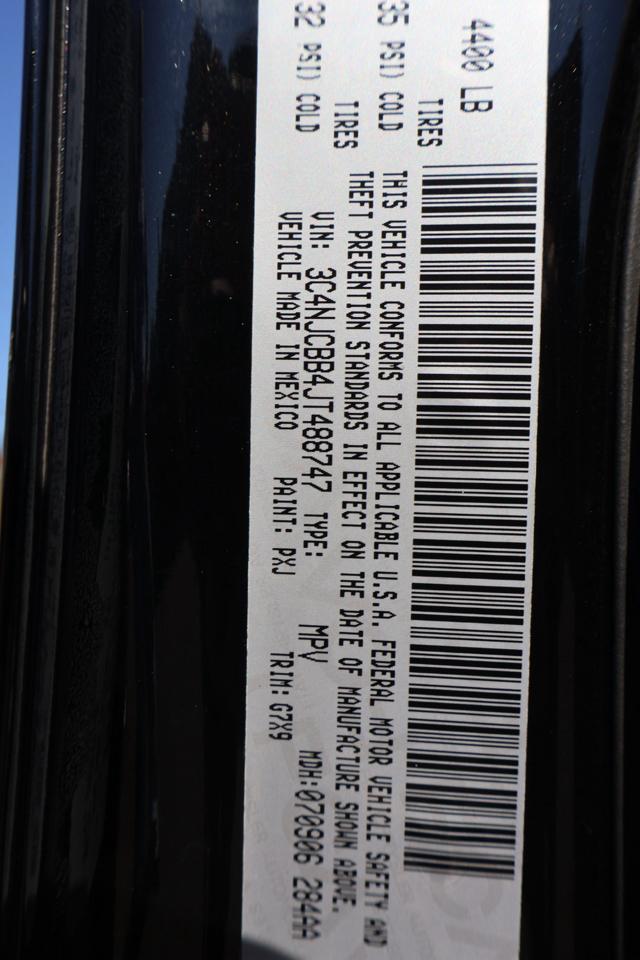 4400 LB
TIRES
35 PSI) COLD
TIRES
32 PSI) COLD
THIS VEHICLE CONFORMS TO ALL APPLICABLE U.S.A. FEDERAL MOTOR VEHICLE SAFETY AND
THEFT PREVENTION STANDARDS IN EFFECT ON THE DATE OF MANUFACTURE SHOWN ABOVE.
VIN: 3C4NJCBB4JT488747 TYPE: MPV MDH:070906 284AA
VEHICLE MADE IN MEXICO PAINT: PXJ TRIM: G7X9